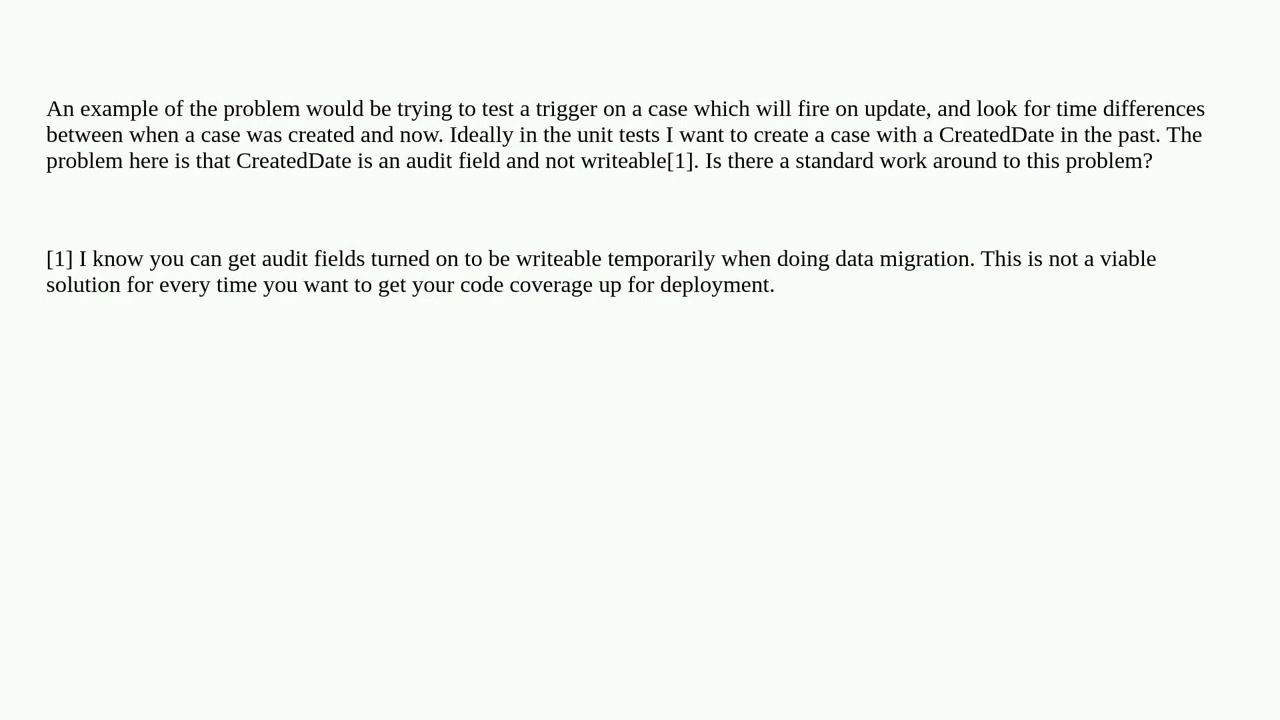 An example of the problem would be trying to test a trigger on a case which will fire on update, and look for time differences
between when a case was created and now. Ideally in the unit tests I want to create a case with a CreatedDate in the past. The
problem here is that CreatedDate is an audit field and not writeable[1]. Is there a standard work around to this problem?
[1] I know you can get audit fields turned on to be writeable temporarily when doing data migration. This is not a viable
solution for every time you want to get your code coverage up for deployment.